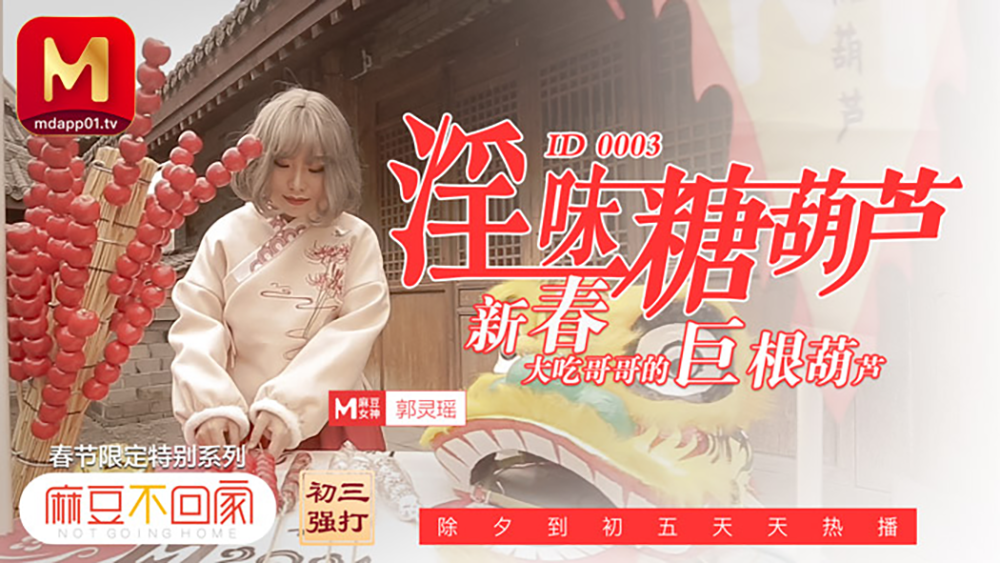 M
mdapp01.tv
葫芦
ID 0003
淫味糖葫芦
新春
大吃哥哥的巨根葫芦
M 麻豆女神 郭灵瑶
春节限定特别系列
麻豆不回家
NOT GOING HOME
初三
强打
除夕到初五天天热播